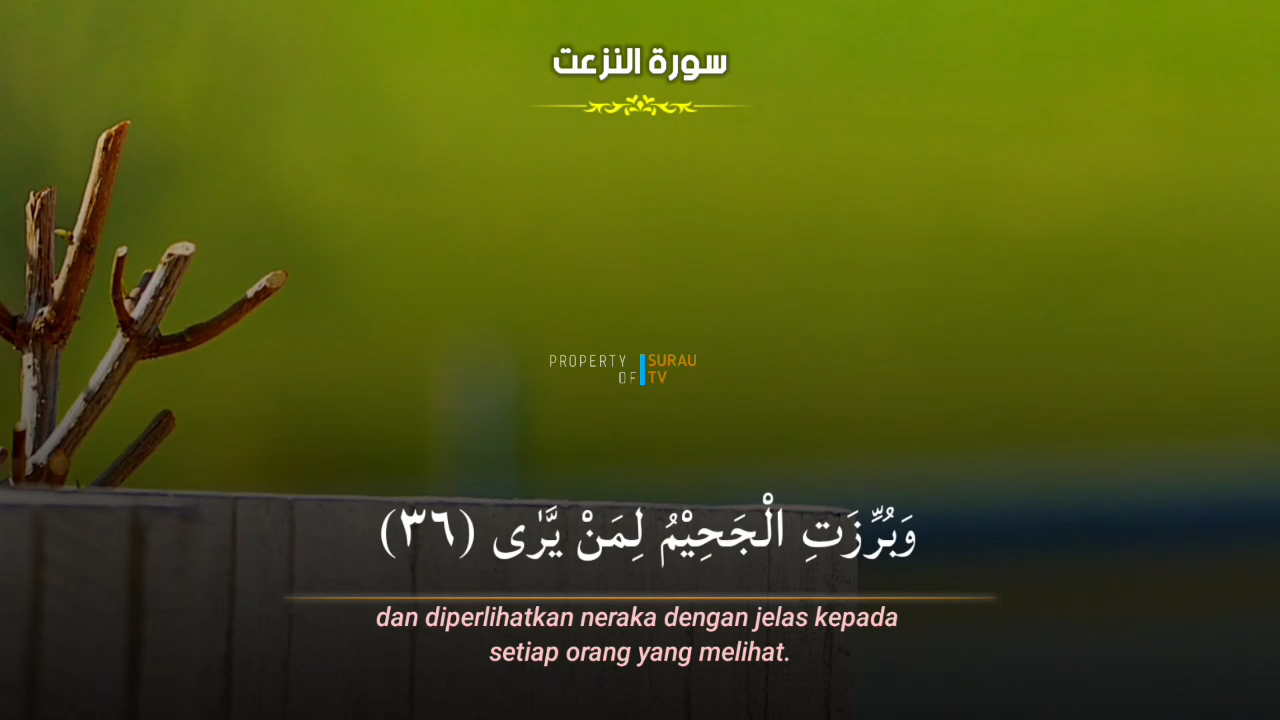 سورة النزعت
PROPERTY OF
SURAU TV
وَبُرِّزَتِ الْجَحِيْمُ لِمَنْ يَّرٰى (٣٦)
dan diperlihatkan neraka dengan jelas kepada
setiap orang yang melihat.